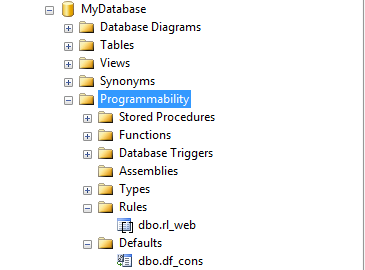 MyDatabase
Database Diagrams
Tables
Views
Synonyms
Programmability
Stored Procedures
Functions
Database Triggers
Assemblies
Types
Rules
dbo.rl_web
Defaults
dbo.df_cons